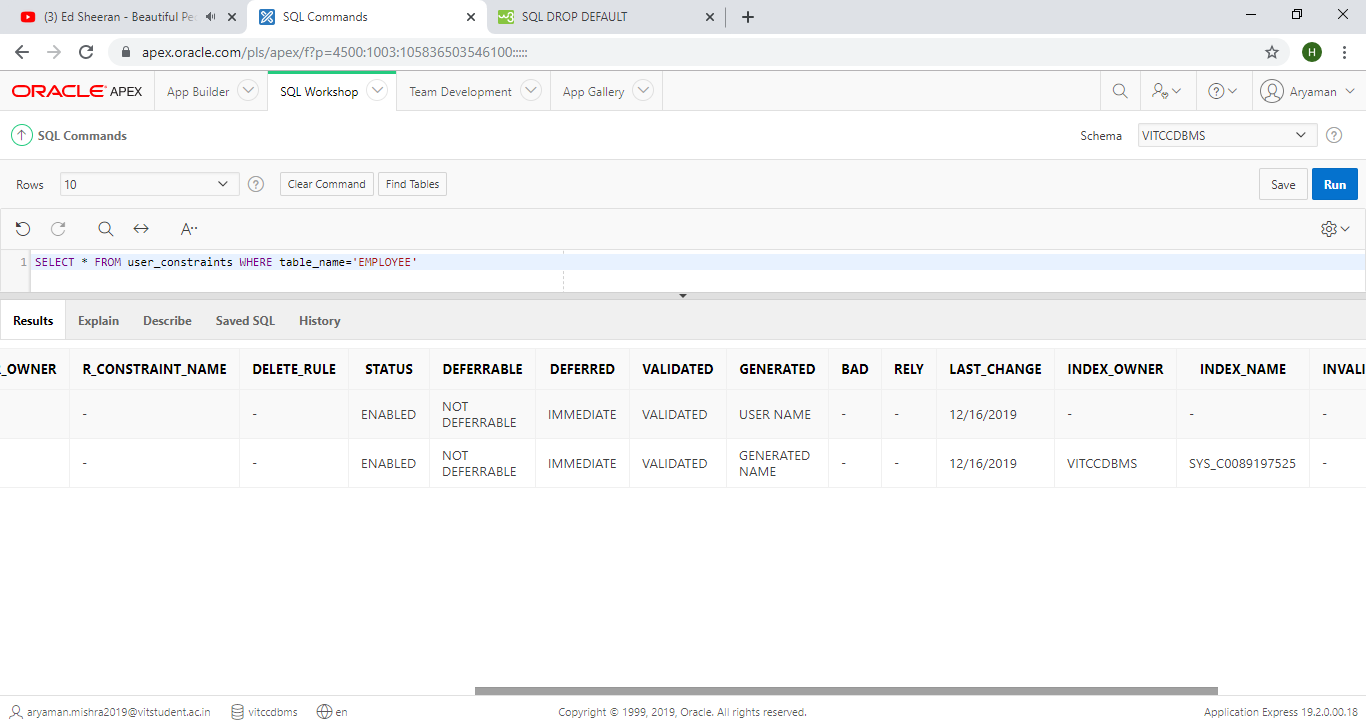 (3) Ed Sheeran - Beautiful Pe
SQL Commands
SQL DROP DEFAULT
apex.oracle.com/pls/apex/f?p=4500:1003:105836503546100:::::
H
ORACLE APEX
App Builder
SQL Workshop
Team Development
App Gallery
Aryaman
SQL Commands
Schema
VITCCDBMS
Rows
10
Clear Command
Find Tables
Save
Run
A··
1 SELECT * FROM user_constraints WHERE table_name='EMPLOYEE'
Results Explain Describe Saved SQL History
_OWNER R_CONSTRAINT_NAME DELETE_RULE STATUS DEFERRABLE DEFERRED VALIDATED GENERATED BAD RELY LAST_CHANGE INDEX_OWNER INDEX_NAME INVALI
- - ENABLED NOT DEFERRABLE IMMEDIATE VALIDATED USER NAME - - 12/16/2019 - - -
- - ENABLED NOT DEFERRABLE IMMEDIATE VALIDATED GENERATED NAME - - 12/16/2019 VITCCDBMS SYS_C0089197525 -
aryaman.mishra2019@vitstudent.ac.in vitccdbms en Copyright © 1999, 2019, Oracle. All rights reserved. Application Express 19.2.0.00.18